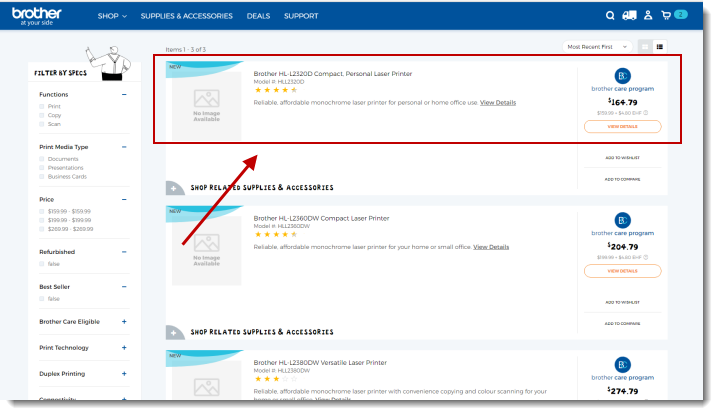 brother
at your side
SHOP
SUPPLIES & ACCESSORIES
DEALS
SUPPORT
2
Items 1 - 3 of 3
Most Recent First
FILTER BY SPECS
Functions
Print
Copy
Scan
Print Media Type
Documents
Presentations
Business Cards
Price
$159.99 - $159.99
$199.99 - $199.99
$269.99 - $269.99
Refurbished
false
Best Seller
false
Brother Care Eligible
Print Technology
Duplex Printing
Connectivity
NEW
No Image
Available
Brother HL-L2320D Compact, Personal Laser Printer
Model #: HLL2320D
Reliable, affordable monochrome laser printer for personal or home office use. View Details
brother care program
$164.79
$159.99 + $4.80 EHF
VIEW DETAILS
ADD TO WISHLIST
ADD TO COMPARE
SHOP RELATED SUPPLIES & ACCESSORIES
NEW
No Image
Available
Brother HL-L2360DW Compact Laser Printer
Model #: HLL2360DW
Reliable, affordable monochrome laser printer for your home or small office. View Details
brother care program
$204.79
$199.99 + $4.80 EHF
VIEW DETAILS
ADD TO WISHLIST
ADD TO COMPARE
SHOP RELATED SUPPLIES & ACCESSORIES
NEW
Brother HL-L2380DW Versatile Laser Printer
Model #: HLL2380DW
Reliable, affordable monochrome laser printer with convenience copying and colour scanning for your
home or small office. View Details
brother care program
$274.79